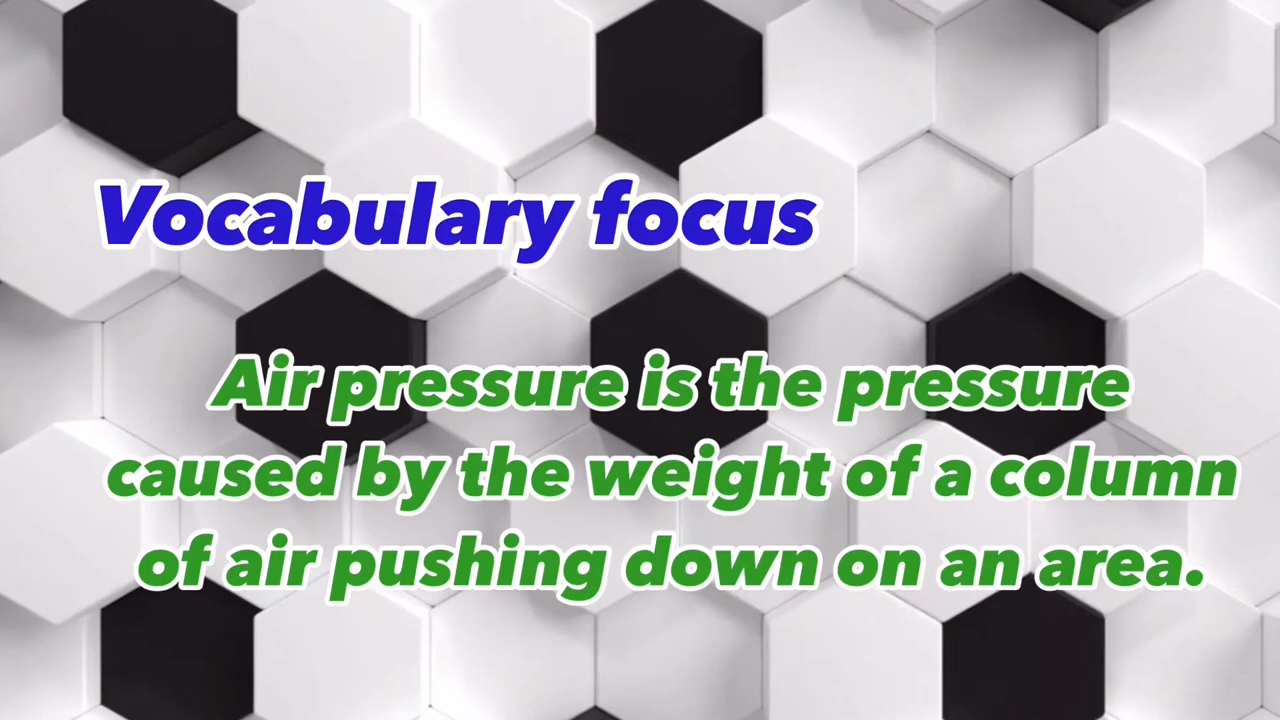 Vocabulary focus
Air pressure is the pressure
caused by the weight of a column
of air pushing down on an area.